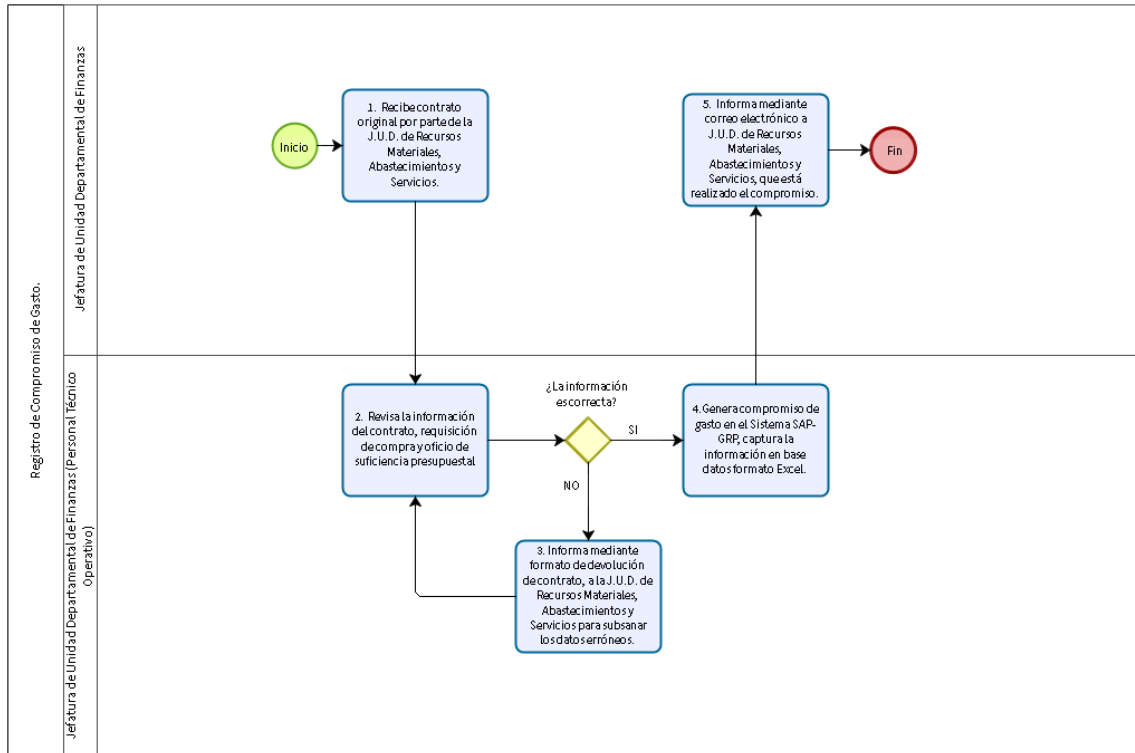 Registro de Compromiso de Gasto.
Jefatura de Unidad Departamental de Finanzas
Inicio
1. Recibe contrato
original por parte de la
J.U.D. de Recursos
Materiales,
Abastecimientos y
Servicios.
5. Informa mediante
correo electrónico a
J.U.D. de Recursos
Materiales,
Abastecimientos y
Servicios, que está
realizado el compromiso.
Fin
Jefatura de Unidad Departamental de Finanzas (Personal Técnico
Operativo)
2. Revisa la información
del contrato, requisición
de compra y oficio de
suficiencia presupuestal
¿La información
es correcta?
SI
NO
4. Genera compromiso de
gasto en el Sistema SAP-
GRP, captura la
información en base
datos formato Excel.
3. Informa mediante
formato de devolución
de contrato, a la J.U.D. de
Recursos Materiales,
Abastecimientos y
Servicios para subsanar
los datos erróneos.